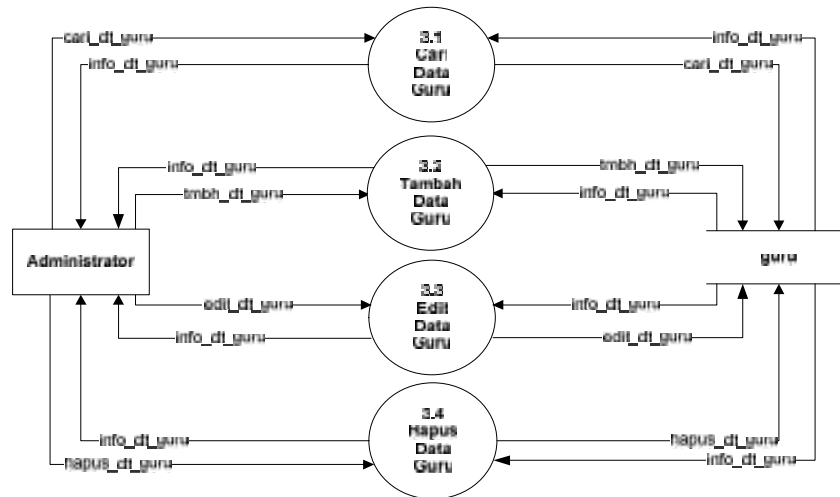 3.1
Cari
Data
Guru
cari_dt_guru
info_dt_guru
info_dt_guru
cari_dt_guru
3.2
Tambah
Data
Guru
info_dt_guru
tmbh_dt_guru
tmbh_dt_guru
info_dt_guru
Administrator
guru
3.3
Edit
Data
Guru
edit_dt_guru
info_dt_guru
info_dt_guru
edit_dt_guru
3.4
Hapus
Data
Guru
info_dt_guru
hapus_dt_guru
hapus_dt_guru
info_dt_guru